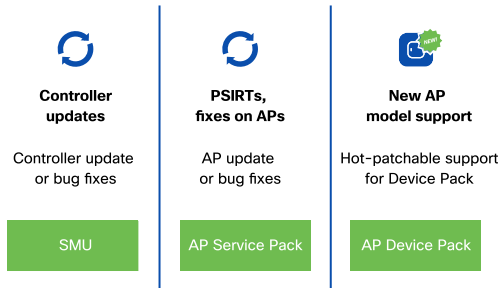 Controller
updates
Controller update
or bug fixes
SMU
PSIRTs,
fixes on APs
AP update
or bug fixes
AP Service Pack
NEW!
New AP
model support
Hot-patchable support
for Device Pack
AP Device Pack